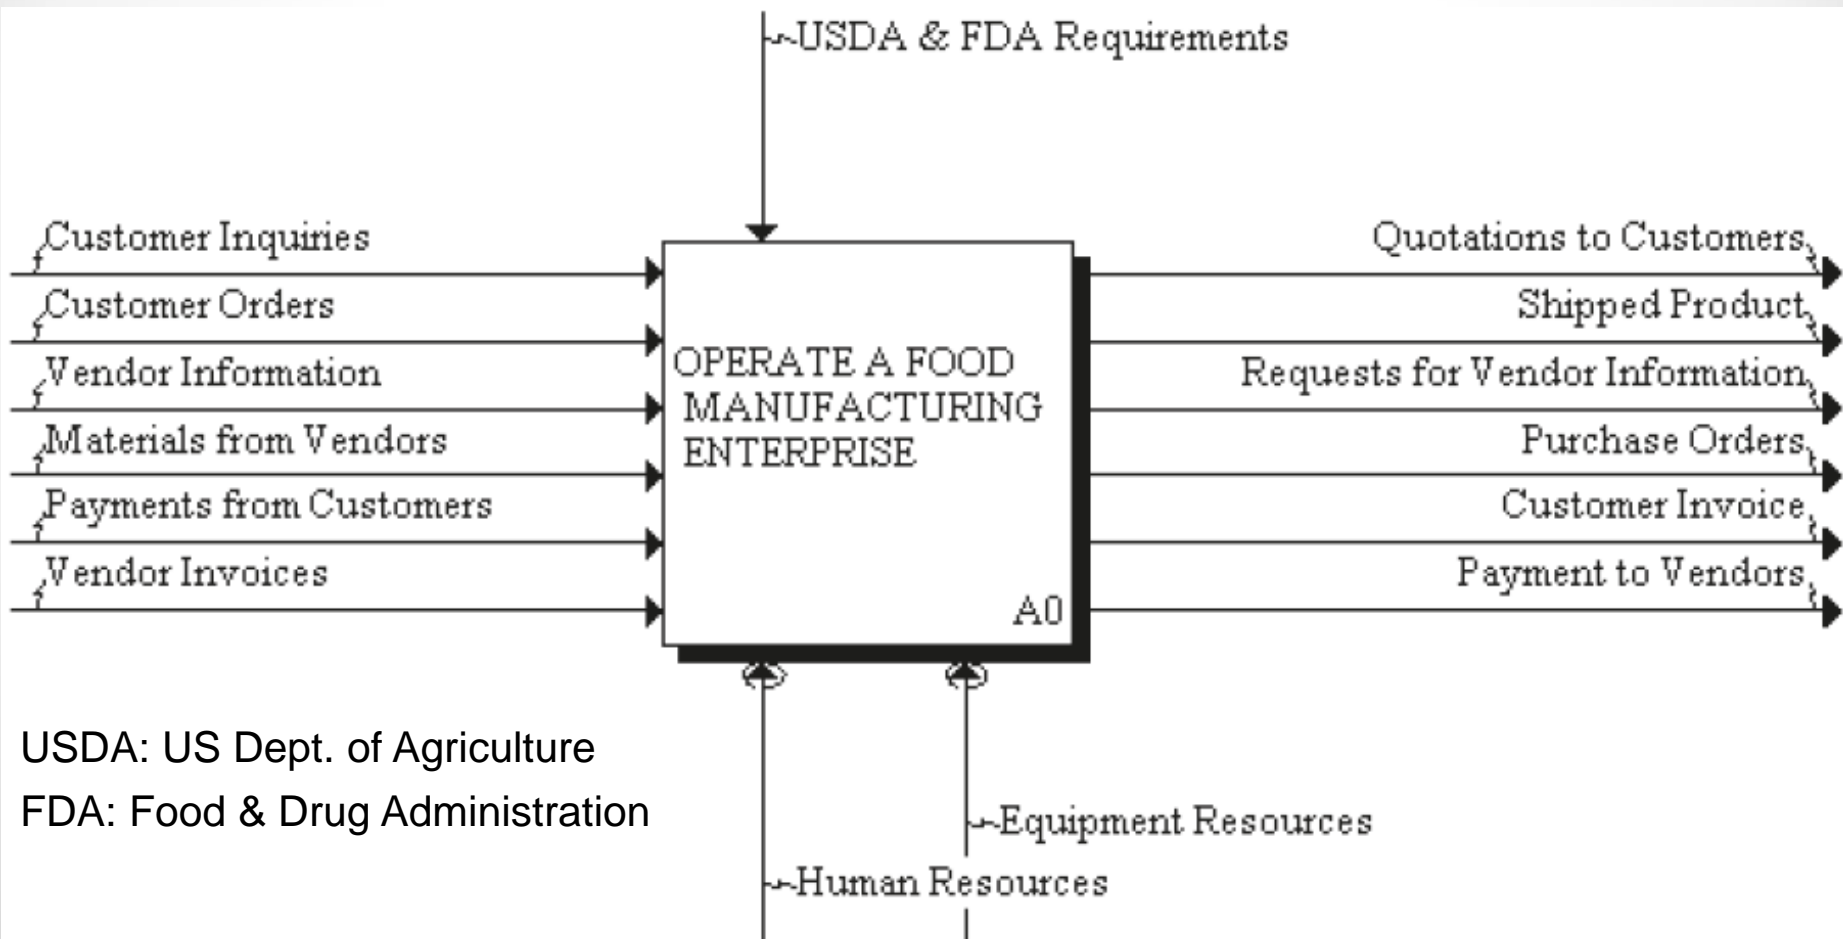 USDA & FDA Requirements
Customer Inquiries
Customer Orders
Vendor Information
Materials from Vendors
Payments from Customers
Vendor Invoices
OPERATE A FOOD
MANUFACTURING
ENTERPRISE
A0
Quotations to Customers
Shipped Product
Requests for Vendor Information
Purchase Orders
Customer Invoice
Payment to Vendors
USDA: US Dept. of Agriculture
FDA: Food & Drug Administration
Equipment Resources
Human Resources